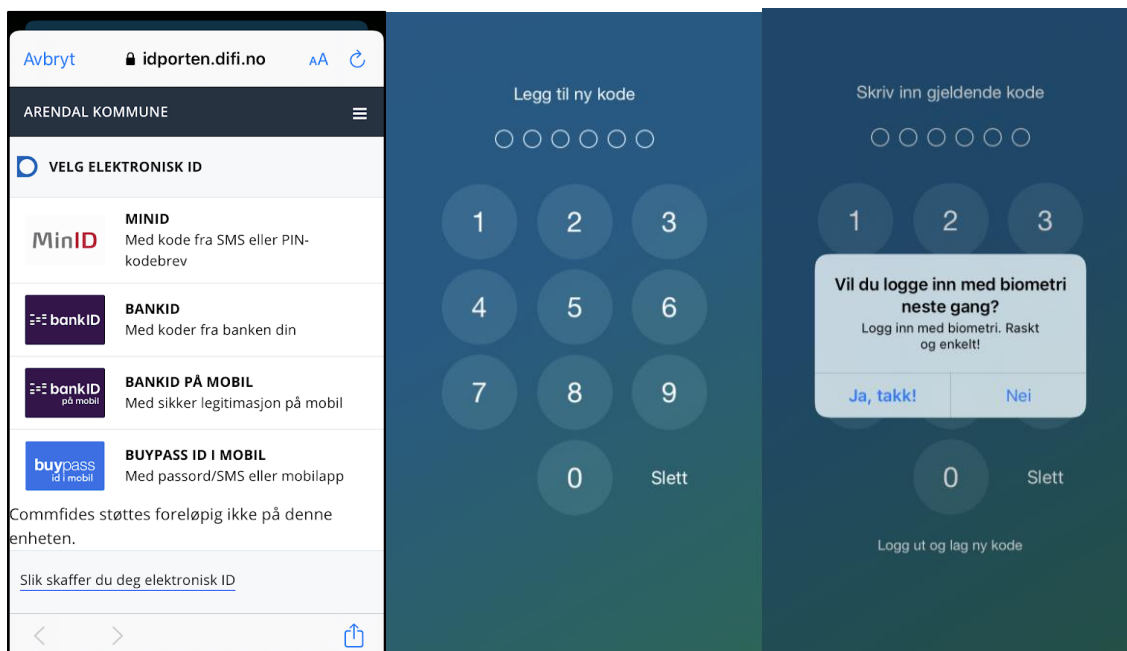 Avbryt
idporten.difi.no
AA
ARENDAL KOMMUNE
VELG ELEKTRONISK ID
MinID
MINID
Med kode fra SMS eller PIN-
kodebrev
bankID
BANKID
Med koder fra banken din
bankID
på mobil
BANKID PÅ MOBIL
Med sikker legitimasjon på mobil
buypass
id i mobil
BUYPASS ID I MOBIL
Med passord/SMS eller mobilapp
Commfides støttes foreløpig ikke på denne
enheten.
Slik skaffer du deg elektronisk ID
Legg til ny kode
1 2 3
4 5 6
7 8 9
0 Slett
Skriv inn gjeldende kode
1 2 3
Vil du logge inn med biometri
neste gang?
Logg inn med biometri. Raskt
og enkelt!
Ja, takk! Nei
0 Slett
Logg ut og lag ny kode